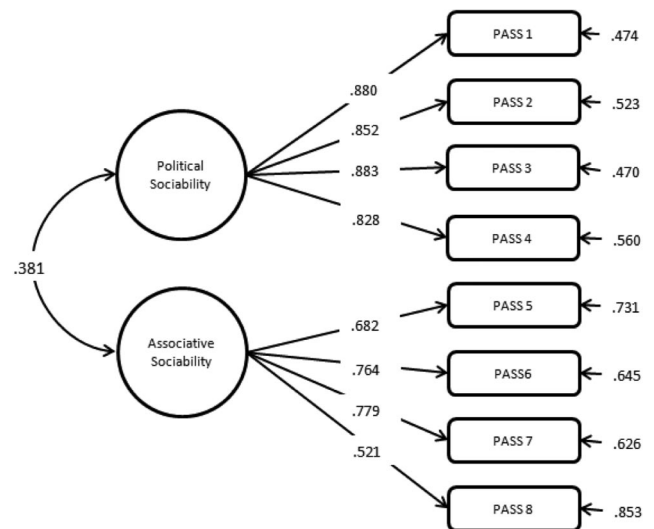 PASS 1
.474
.880
PASS 2
.523
.852
Political
Sociability
.883
PASS 3
.470
.828
PASS 4
.560
.381
.682
PASS 5
.731
Associative
Sociability
.764
PASS6
.645
.779
PASS 7
.626
.521
PASS 8
.853